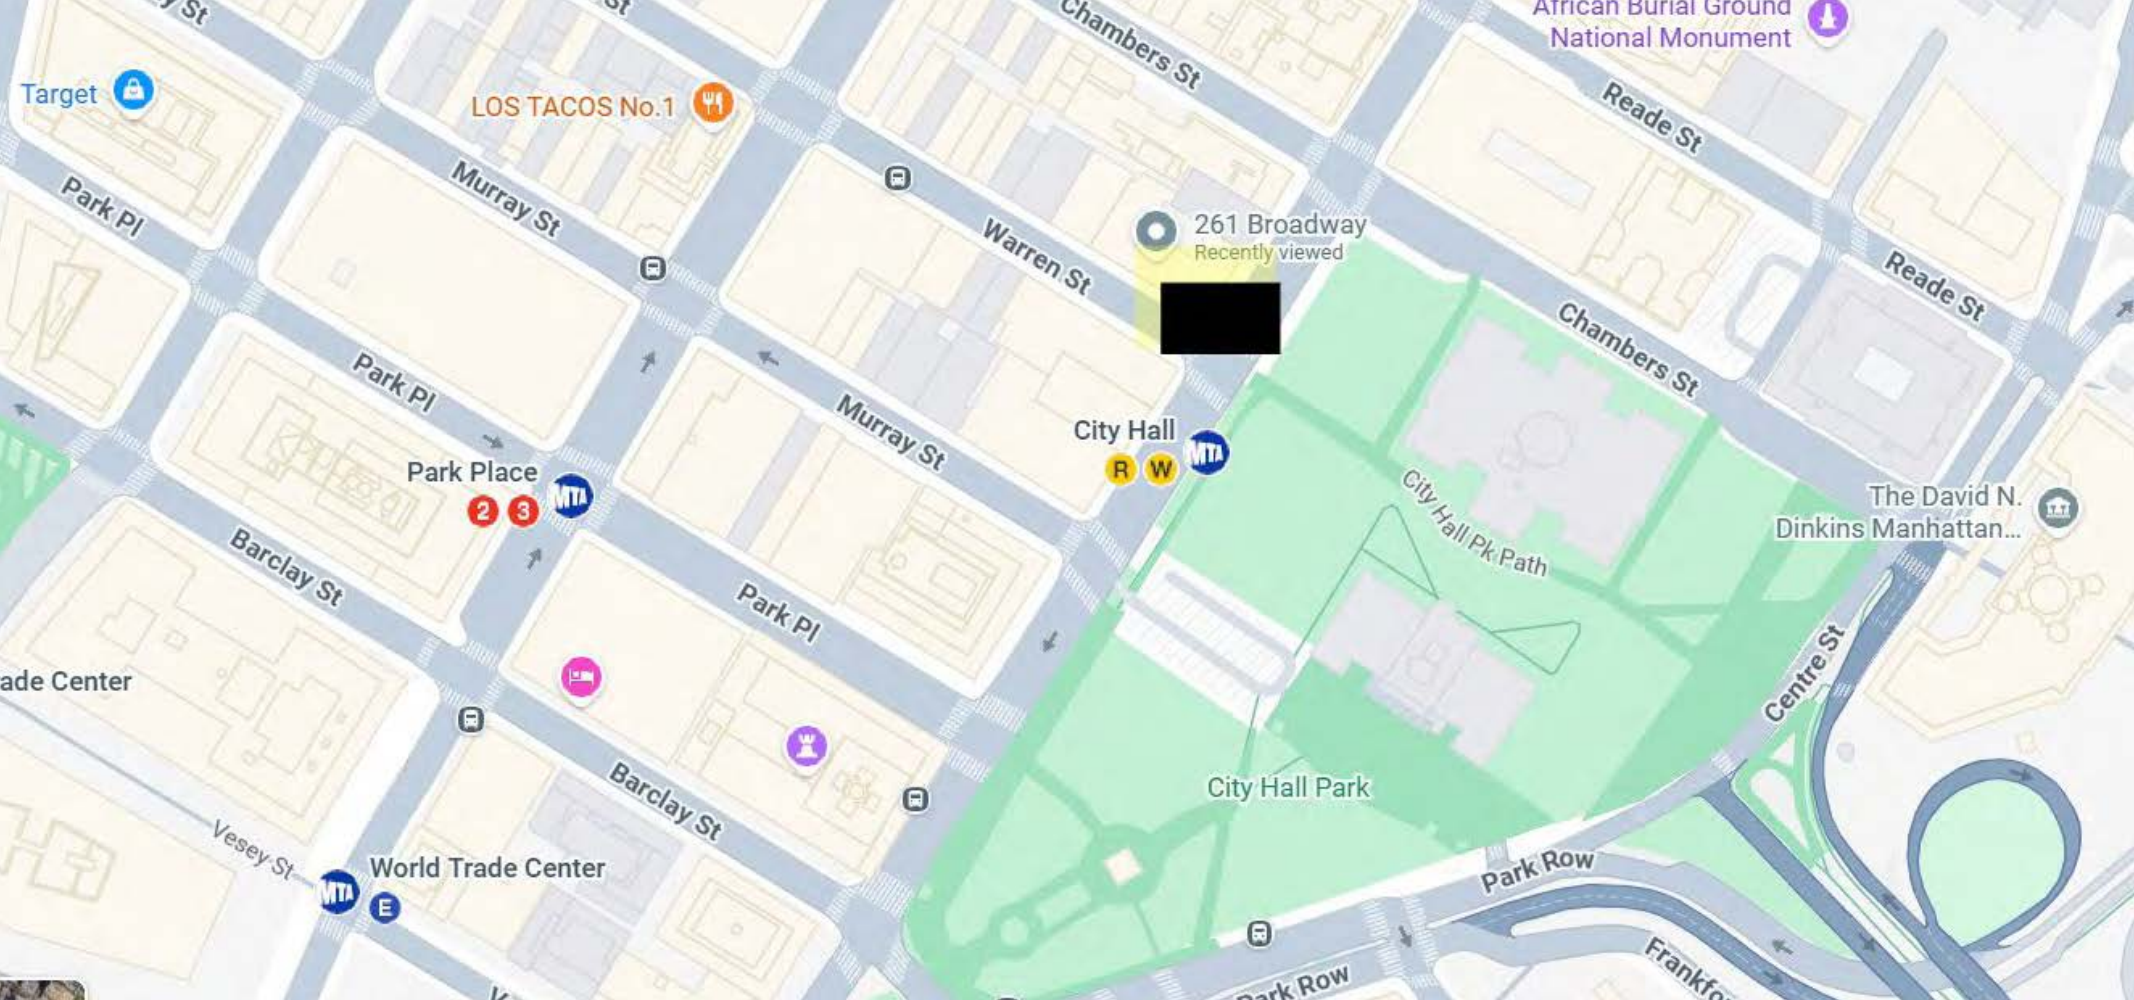 St
Chambers St
African Burial Ground
National Monument
Target
LOS TACOS No.1
Reade St
Murray St
Park Pl
Warren St
261 Broadway
Recently viewed
Reade St
Chambers St
Park Pl
Murray St
City Hall
R W MTA
Park Place
2 3 MTA
City Hall Pk Path
The David N.
Dinkins Manhattan...
Barclay St
Park Pl
Centre St
ade Center
Barclay St
City Hall Park
Vesey St
World Trade Center
MTA
E
Park Row
Park Row
Frankfo